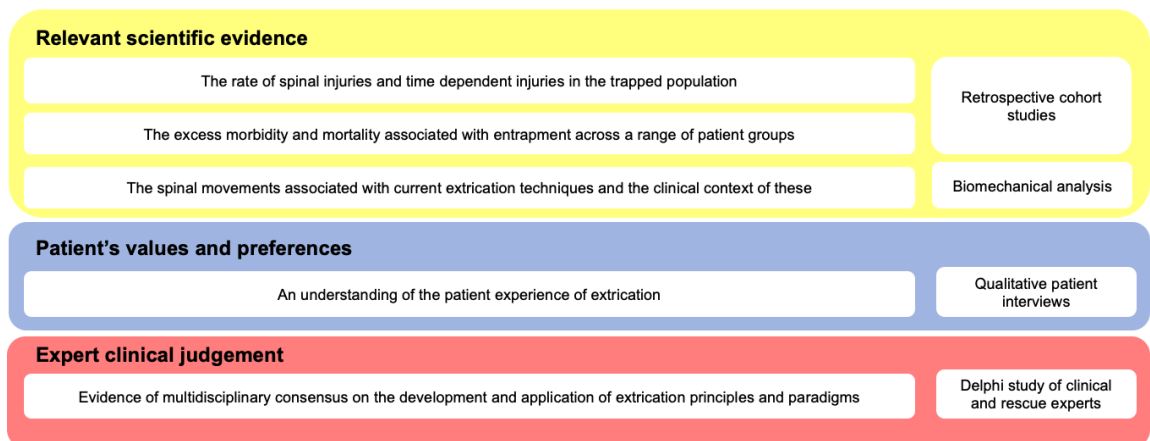 Relevant scientific evidence
The rate of spinal injuries and time dependent injuries in the trapped population
The excess morbidity and mortality associated with entrapment across a range of patient groups
Retrospective cohort
studies
The spinal movements associated with current extrication techniques and the clinical context of these
Biomechanical analysis
Patient’s values and preferences
An understanding of the patient experience of extrication
Qualitative patient
interviews
Expert clinical judgement
Evidence of multidisciplinary consensus on the development and application of extrication principles and paradigms
Delphi study of clinical
and rescue experts